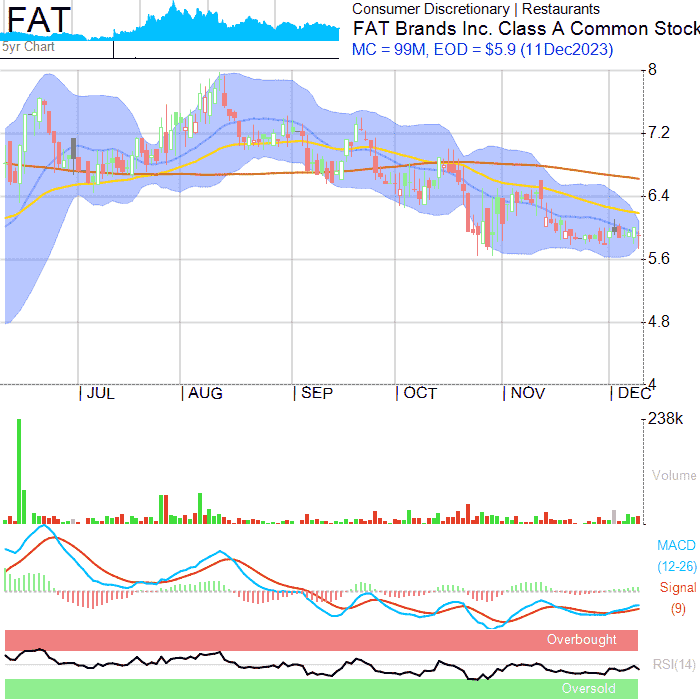 FAT
5yr Chart
Consumer Discretionary | Restaurants
FAT Brands Inc. Class A Common Stock
MC = 99M, EOD = $5.9 (11Dec2023)
8
7.2
6.4
5.6
4.8
4
JUL AUG SEP OCT NOV DEC
238k
Volume
MACD
(12-26)
Signal
(9)
Overbought
RSI(14)
Oversold